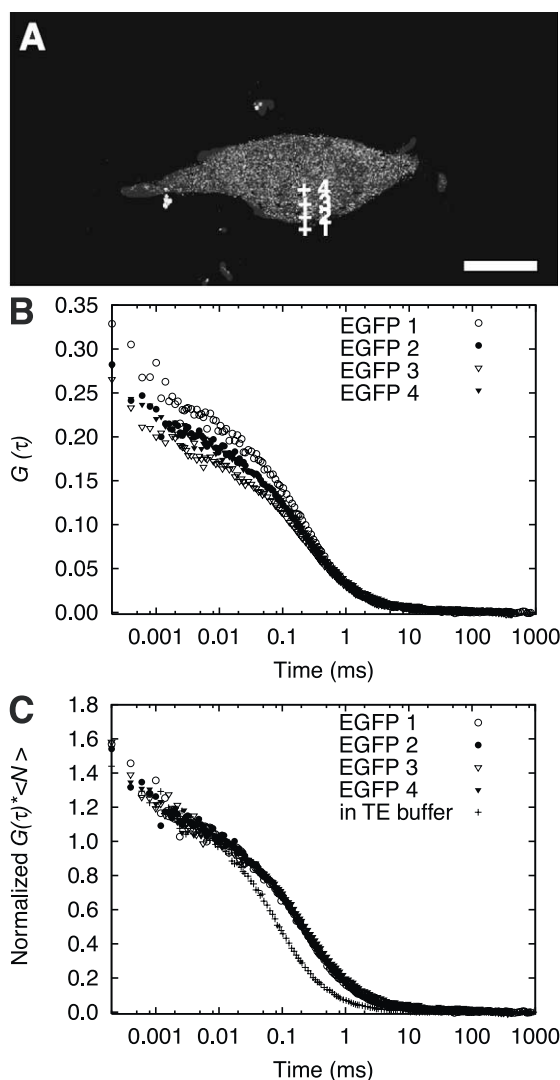 A
4
3
2
1
B
0.35
0.30
0.25
0.20
0.15
0.10
0.05
0.00
G (τ)
EGFP 1
EGFP 2
EGFP 3
EGFP 4
0.001 0.01 0.1 1 10 100 1000
Time (ms)
C
1.8
1.6
1.4
1.2
1.0
0.8
0.6
0.4
0.2
0.0
Normalized G(τ)*<N >
EGFP 1
EGFP 2
EGFP 3
EGFP 4
in TE buffer
0.001 0.01 0.1 1 10 100 1000
Time (ms)